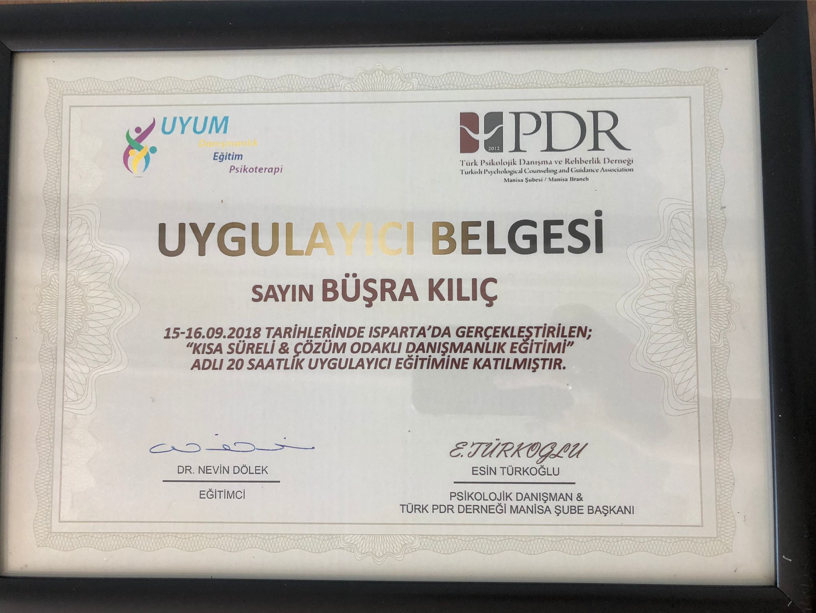 UYUM
Eğitim
Psikoterapi
PDR
2012
Türk Psikolojik Danışma ve Rehberlik Derneği
Turkish Psychological Counseling and Guidance Association
Manisa Şubesi / Manisa Branch
UYGULAYICI BELGESİ
SAYIN BÜŞRA KILIÇ
15-16.09.2018 TARİHLERİNDE ISPARTA'DA GERÇEKLEŞTİRİLEN;
"KISA SÜRELİ & ÇÖZÜM ODAKLI DANIŞMANLIK EĞİTİMİ"
ADLI 20 SAATLİK UYGULAYICI EĞİTİMİNE KATILMIŞTIR.
E.TÜRKOGLU
DR. NEVİN DÖLEK
ESİN TÜRKOĞLU
EĞİTİMCİ
PSİKOLOJİK DANIŞMAN &
TÜRK PDR DERNEĞİ MANİSA ŞUBE BAŞKANI